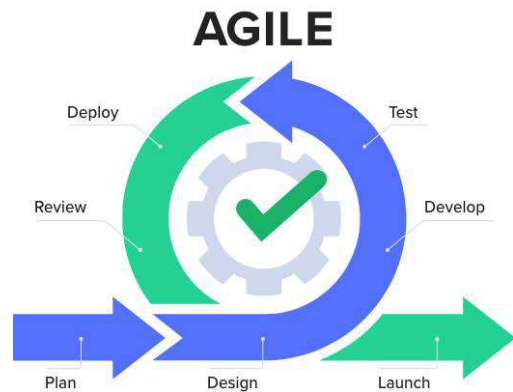 AGILE
Deploy
Test
Review
Develop
Plan
Design
Launch